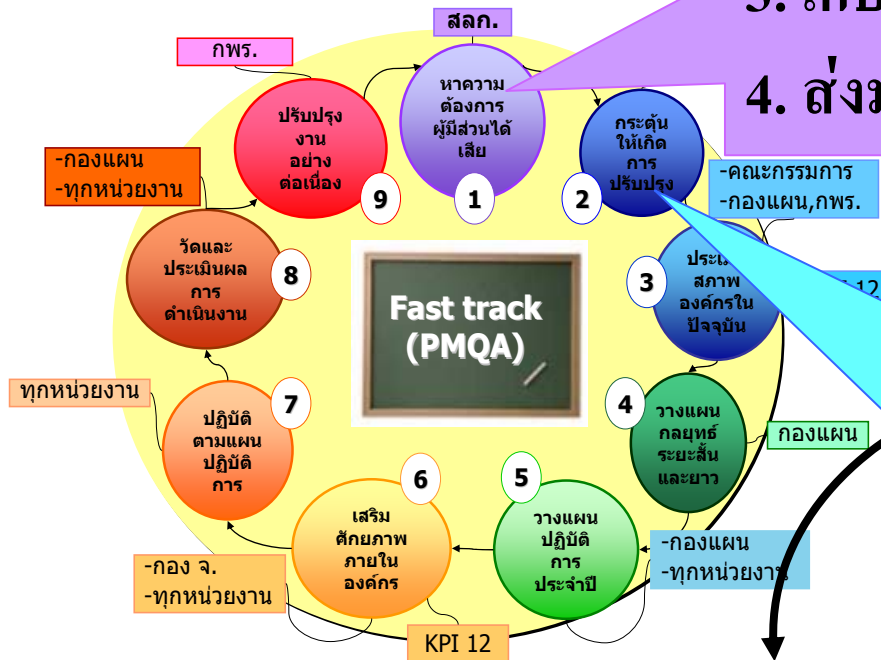 4. ส่ง
สลก.
กพร.
หาความ
ต้องการ
ผู้มีส่วนได้
เสีย
1
กระตุ้น
ให้เกิด
การ
ปรับปรุง
2
-คณะกรรมการ
-กองแผน,กพร.
สภาพ
องค์กรใน
ปัจจุบัน
3
12
วางแผน
กลยุทธ์
ระยะสั้น
และยาว
4
กองแผน
วางแผน
ปฏิบัติ
การ
ประจำปี
5
-กองแผน
-ทุกหน่วยงาน
เสริม
ศักยภาพ
ภายใน
องค์กร
6
KPI 12
-กอง จ.
-ทุกหน่วยงาน
ปฏิบัติ
ตามแผน
ปฏิบัติ
การ
7
ทุกหน่วยงาน
วัดและ
ประเมินผล
การ
ดำเนินงาน
8
-กองแผน
-ทุกหน่วยงาน
ปรับปรุง
งาน
อย่าง
ต่อเนื่อง
9
Fast track
(PMQA)